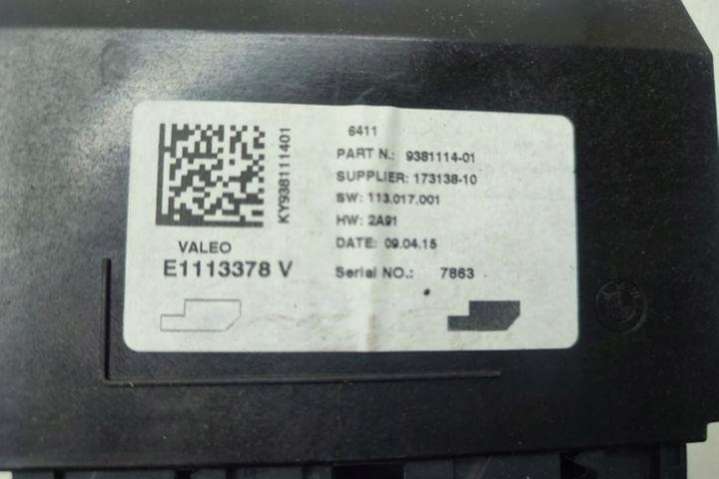 KY938111401
VALEO
E1113378 V
6411
PART N.: 9381114-01
SUPPLIER: 173138-10
SW: 113.017.001
HW: 2A91
DATE: 09.04.15
Serial NO.: 7863